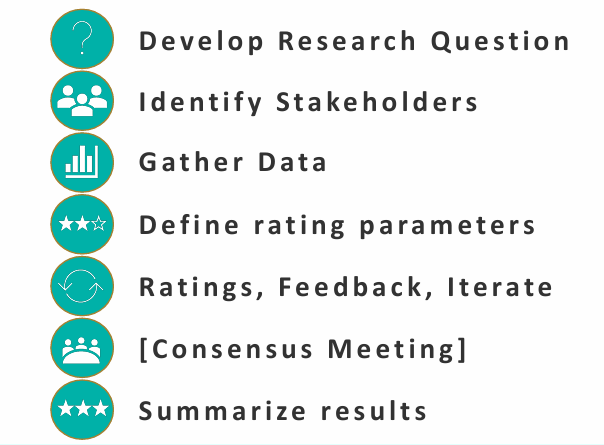 Develop Research Question
Identify Stakeholders
Gather Data
Define rating parameters
Ratings, Feedback, Iterate
[Consensus Meeting]
Summarize results